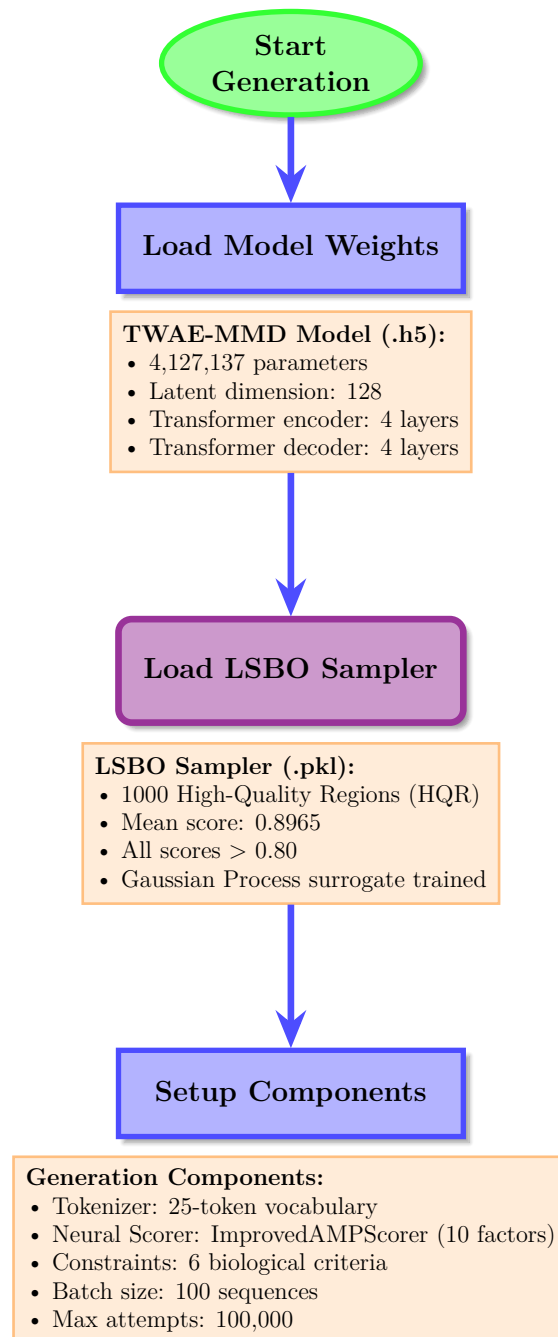 Start
Generation
Load Model Weights
TWAE-MMD Model (.h5):
• 4,127,137 parameters
• Latent dimension: 128
• Transformer encoder: 4 layers
• Transformer decoder: 4 layers
Load LSBO Sampler
LSBO Sampler (.pkl):
• 1000 High-Quality Regions (HQR)
• Mean score: 0.8965
• All scores > 0.80
• Gaussian Process surrogate trained
Setup Components
Generation Components:
• Tokenizer: 25-token vocabulary
• Neural Scorer: ImprovedAMPScorer (10 factors)
• Constraints: 6 biological criteria
• Batch size: 100 sequences
• Max attempts: 100,000